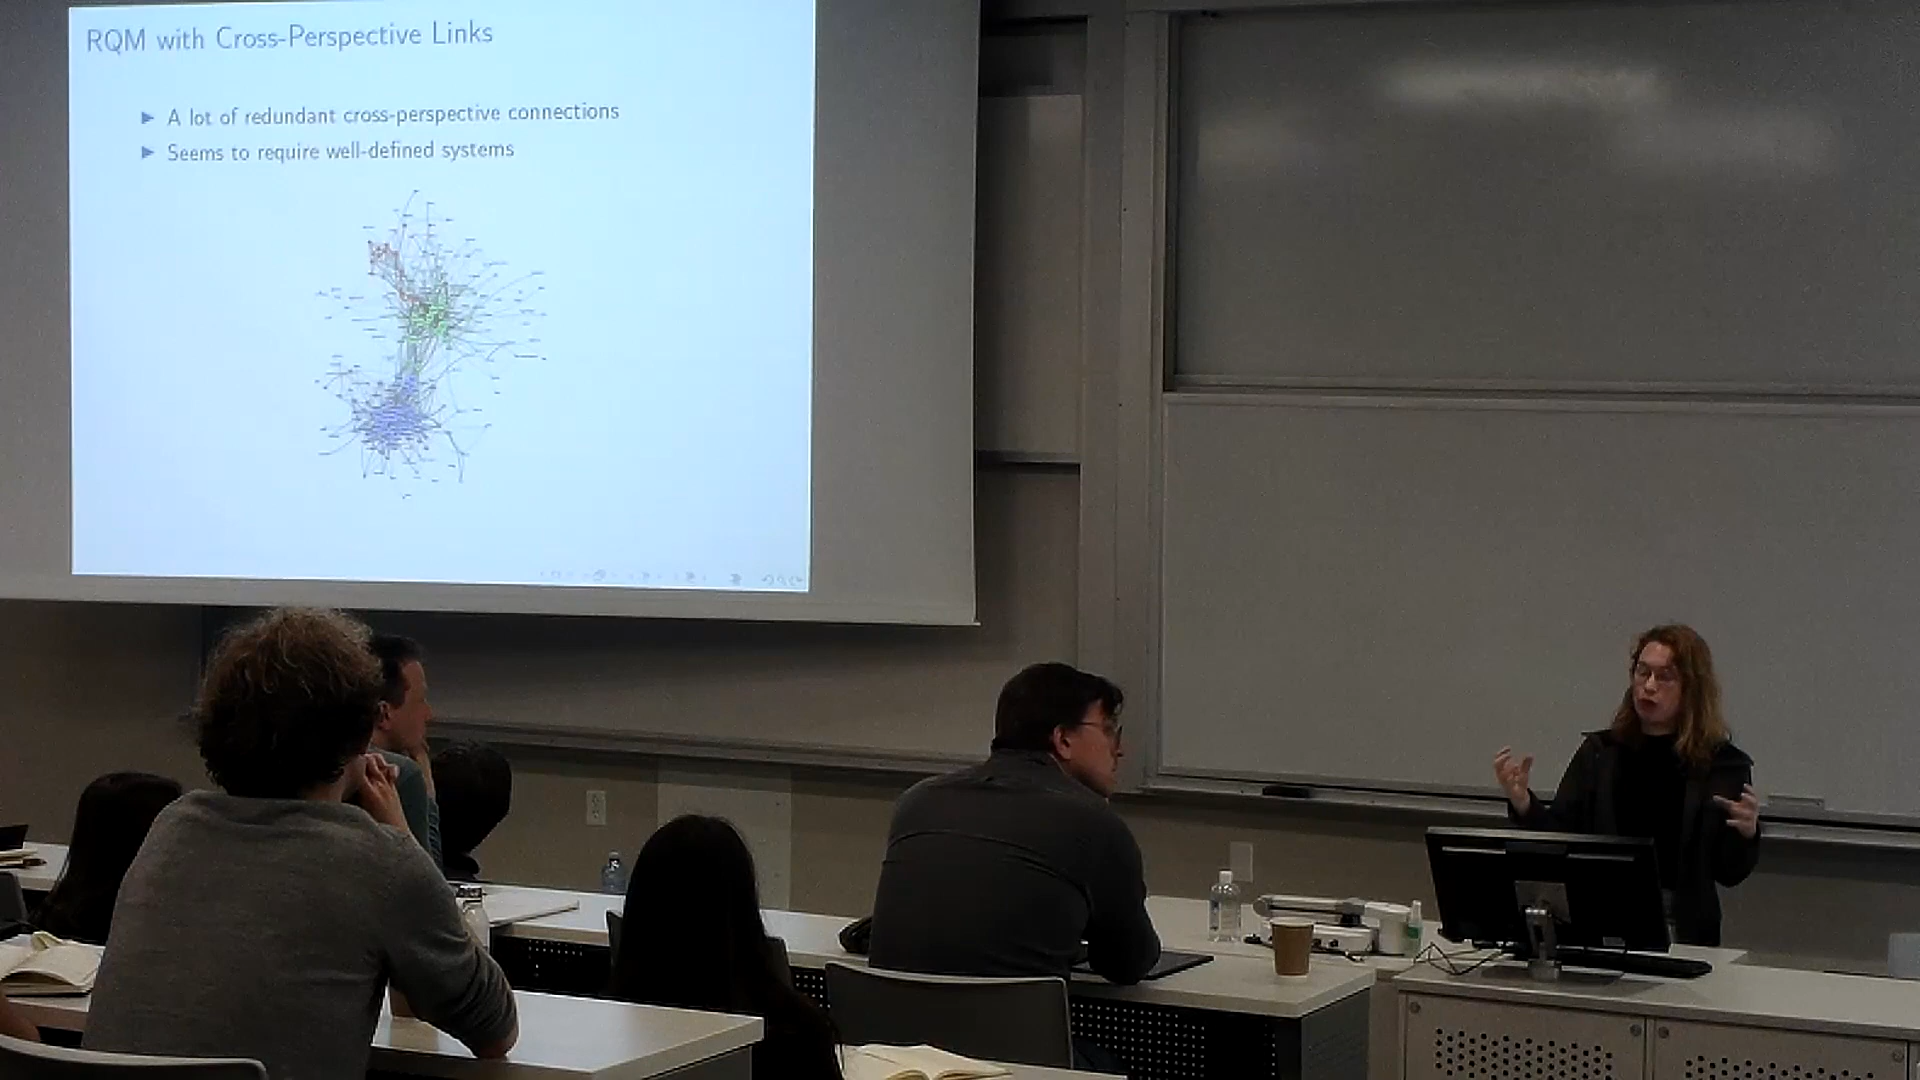 RQM with Cross-Perspective Links
A lot of redundant cross-perspective connections
Seems to require well-defined systems